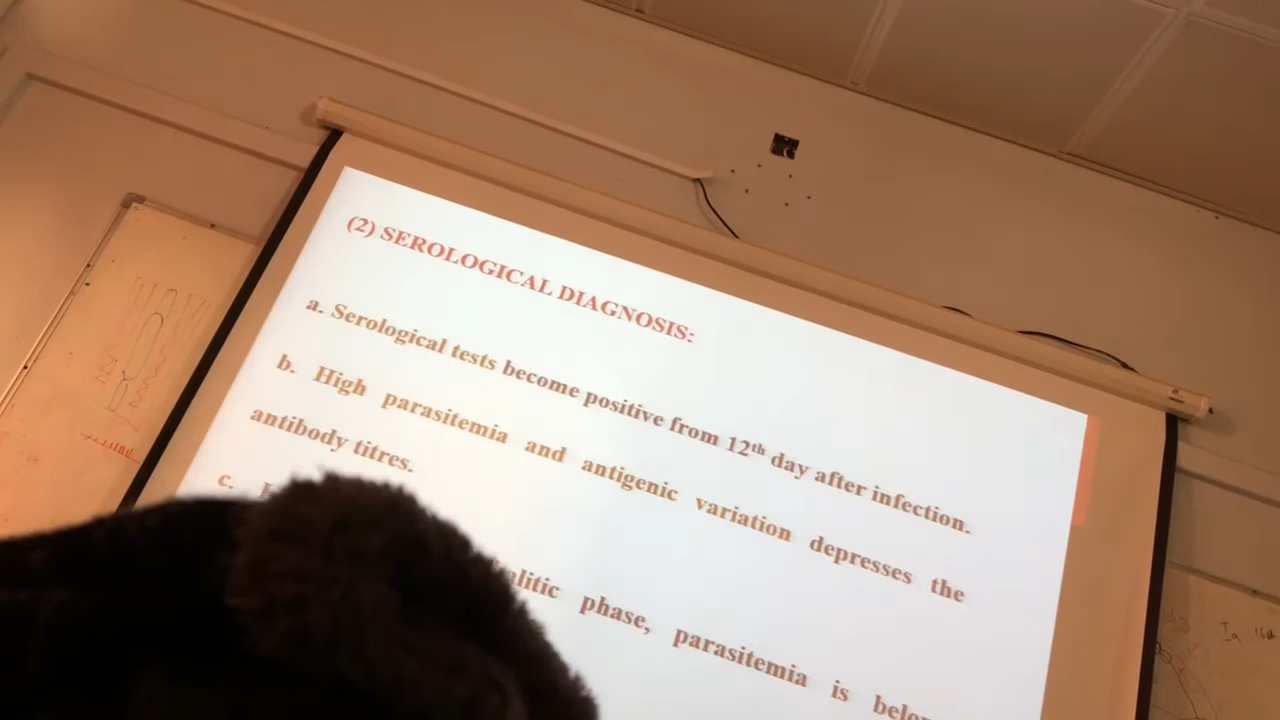 (2) SEROLOGICAL DIAGNOSIS:
a. Serological tests become positive from 12th day after infection.
b. High parasitemia and antigenic variation depresses the
antibody titres.
c.
phase, parasitemia is